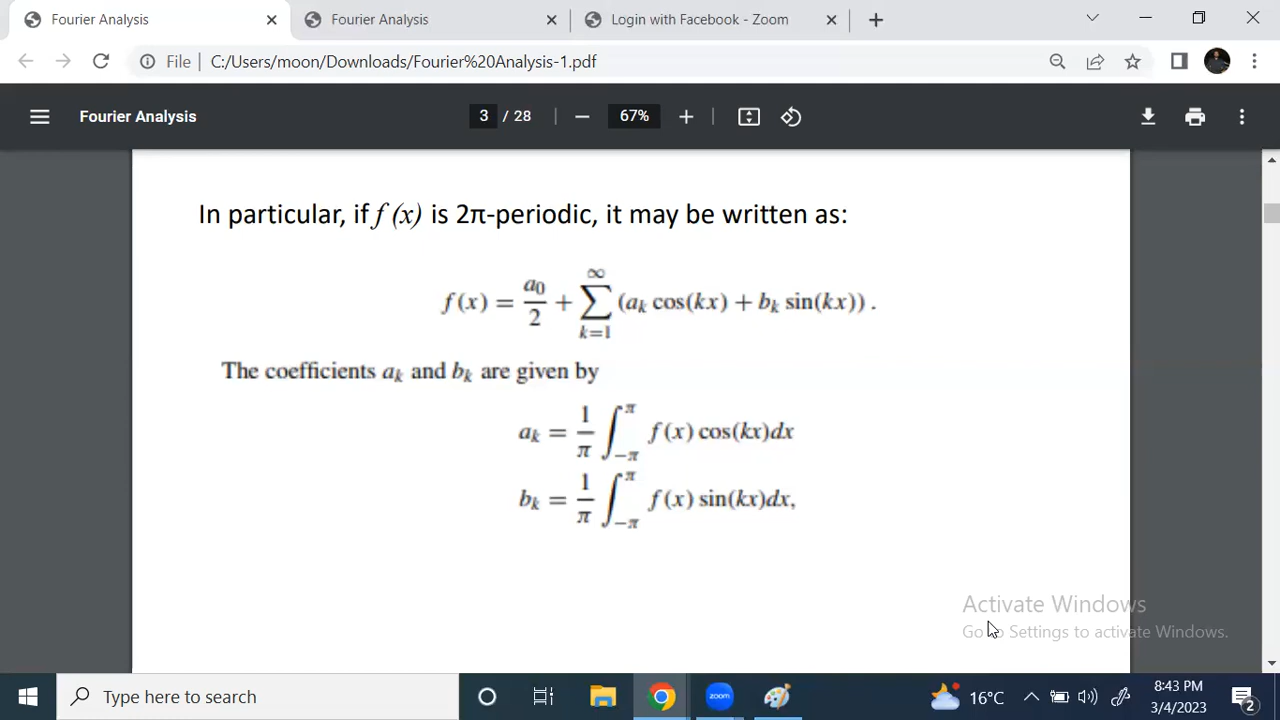 Fourier Analysis
Fourier Analysis
Login with Facebook - Zoom
File
C:/Users/moon/Downloads/Fourier%20Analysis-1.pdf
Fourier Analysis
3 / 28
67%
In particular, if f (x) is 2π-periodic, it may be written as:
f(x) = a₀/2 + ∑_{k=1}^{∞} (aₖ cos(kx) + bₖ sin(kx)) .
The coefficients aₖ and bₖ are given by
aₖ = 1/π ∫_{−π}^{π} f(x) cos(kx)dx
bₖ = 1/π ∫_{−π}^{π} f(x) sin(kx)dx,
Activate Windows
Go to Settings to activate Windows.
Type here to search
zoom
16°C
8:43 PM
3/4/2023
2